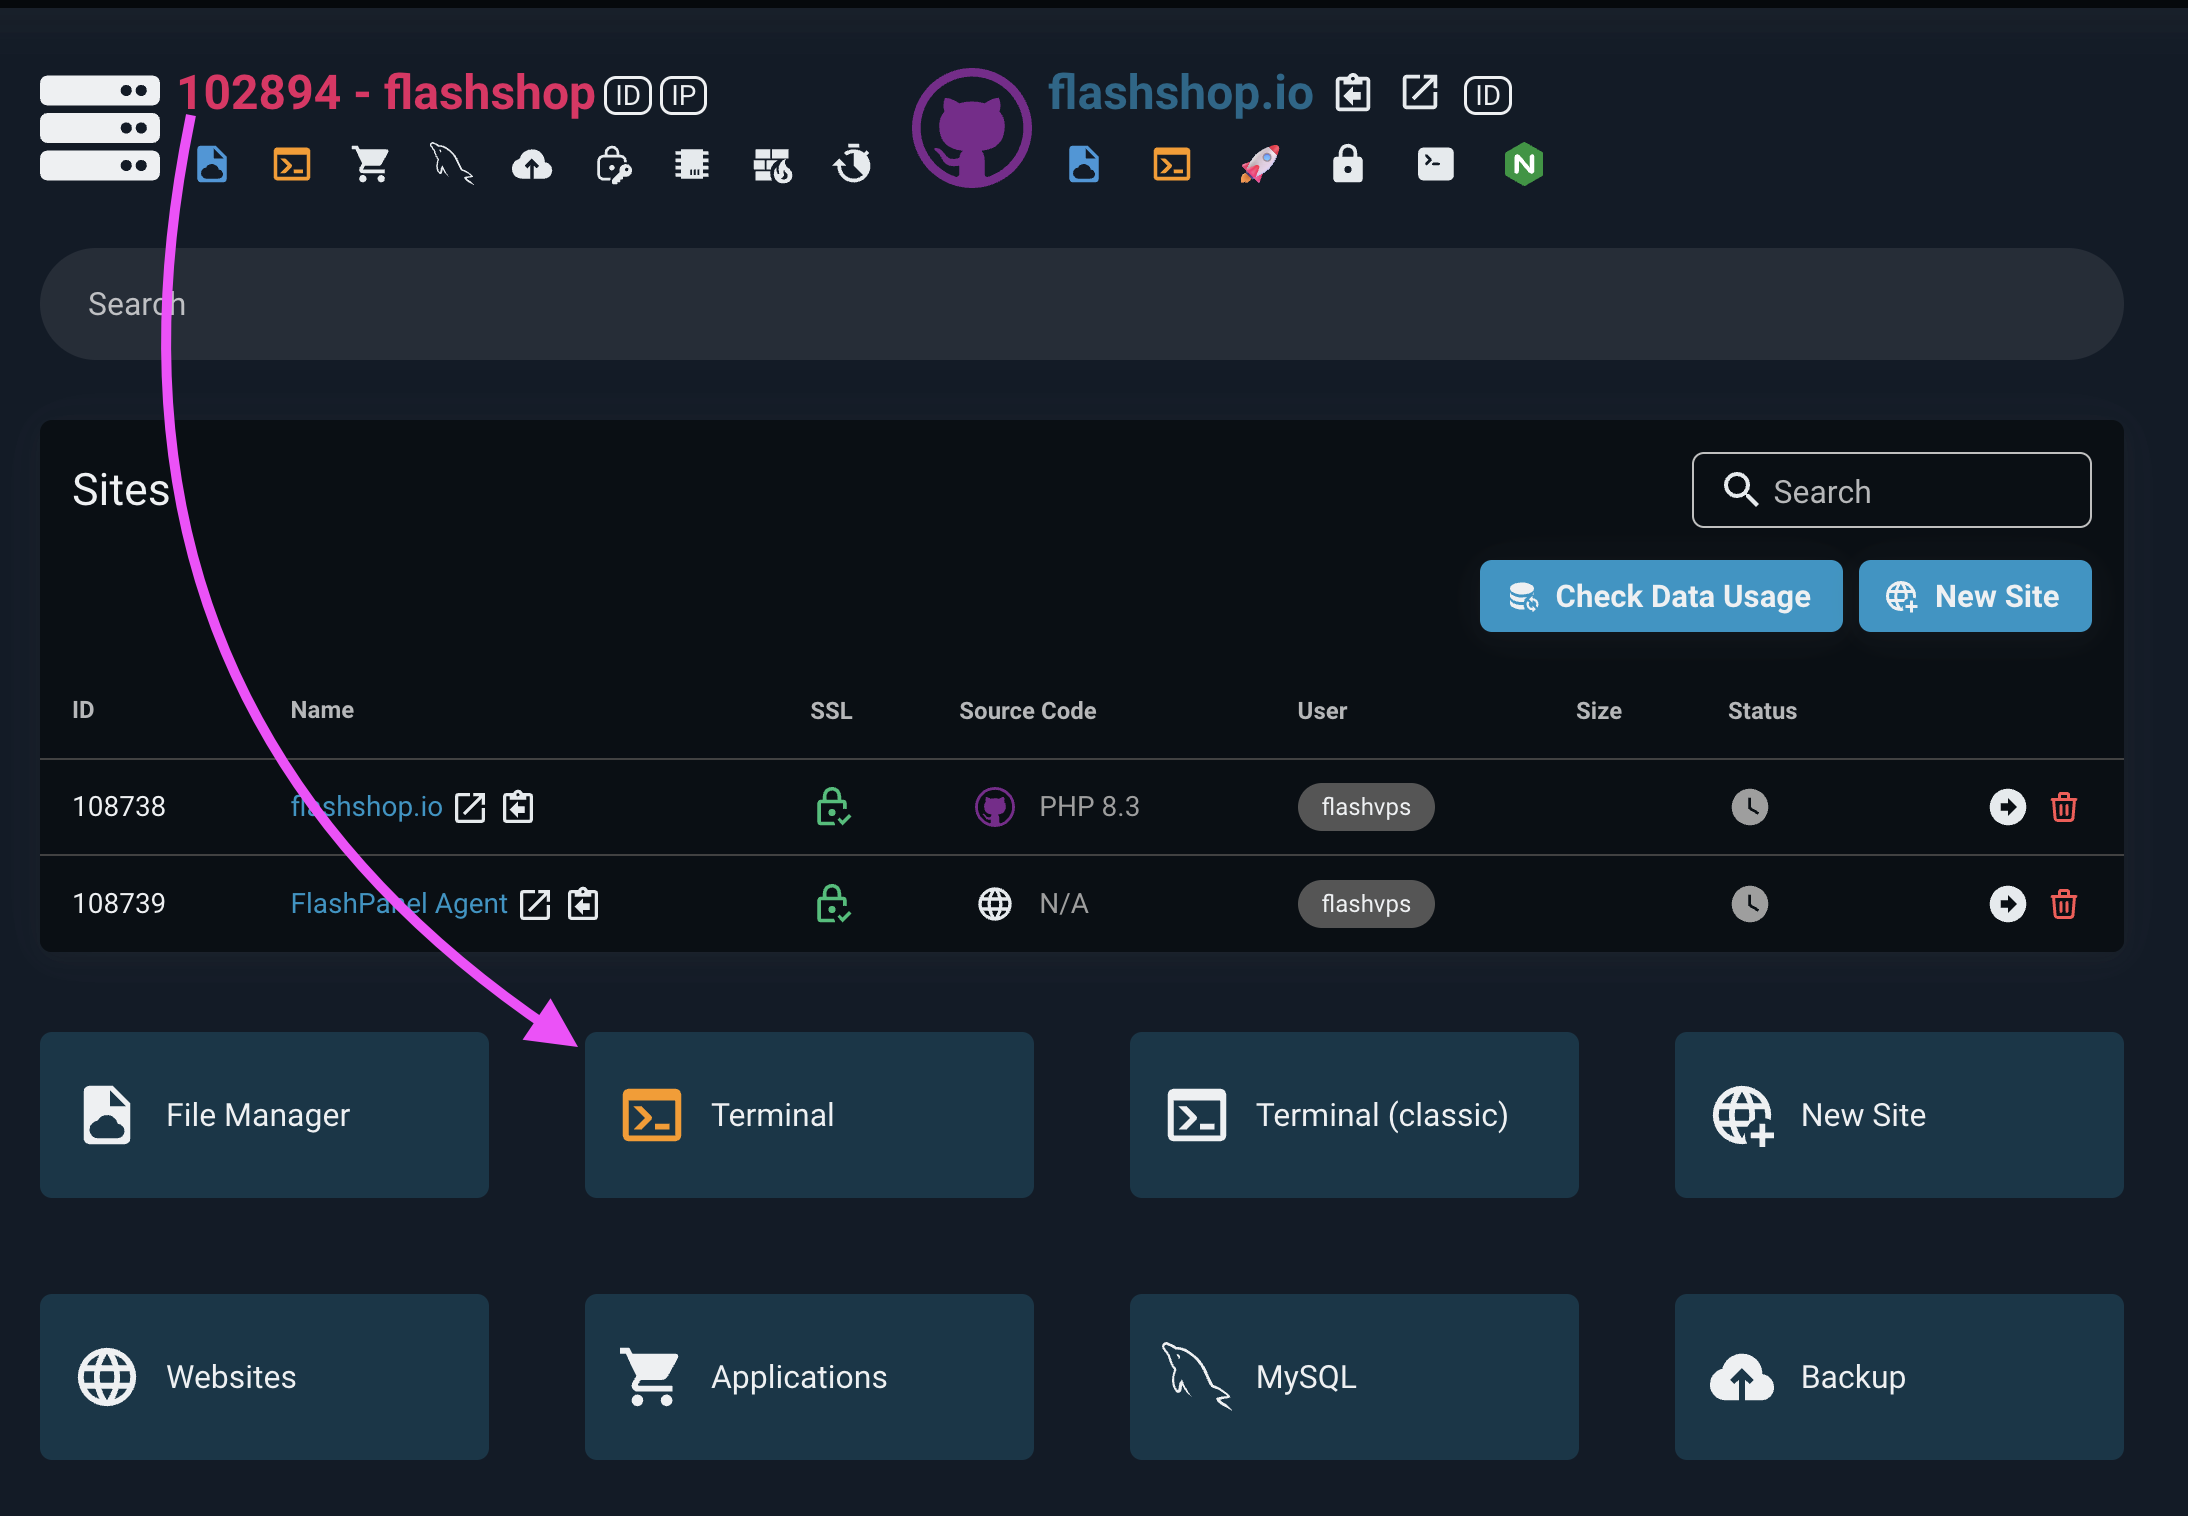 102894 - flashshop ID IP
flashshop.io ID
Search
Sites
Search
Check Data Usage
New Site
ID Name SSL Source Code User Size Status
108738 flashshop.io PHP 8.3 flashvps
108739 FlashPanel Agent N/A flashvps
File Manager
Terminal
Terminal (classic)
New Site
Websites
Applications
MySQL
Backup